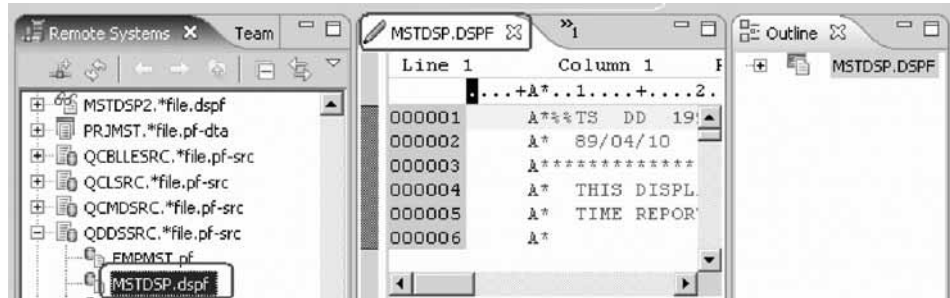 Remote Systems Team
MSTDSP2.*file.dspf
PRJMST.*file.pf-dta
QCBLLESRC.*file.pf-src
QCLSRC.*file.pf-src
QCMDSRC.*file.pf-src
QDDSSRC.*file.pf-src
EMPMST.pf
MSTDSP.dspf
MSTDSP.DSPF »1
Line 1 Column 1
....+A*..1....+....2.
000001 A*%%TS DD 19
000002 A* 89/04/10
000003 A*************
000004 A* THIS DISPL
000005 A* TIME REPOR
000006 A*
Outline
MSTDSP.DSPF